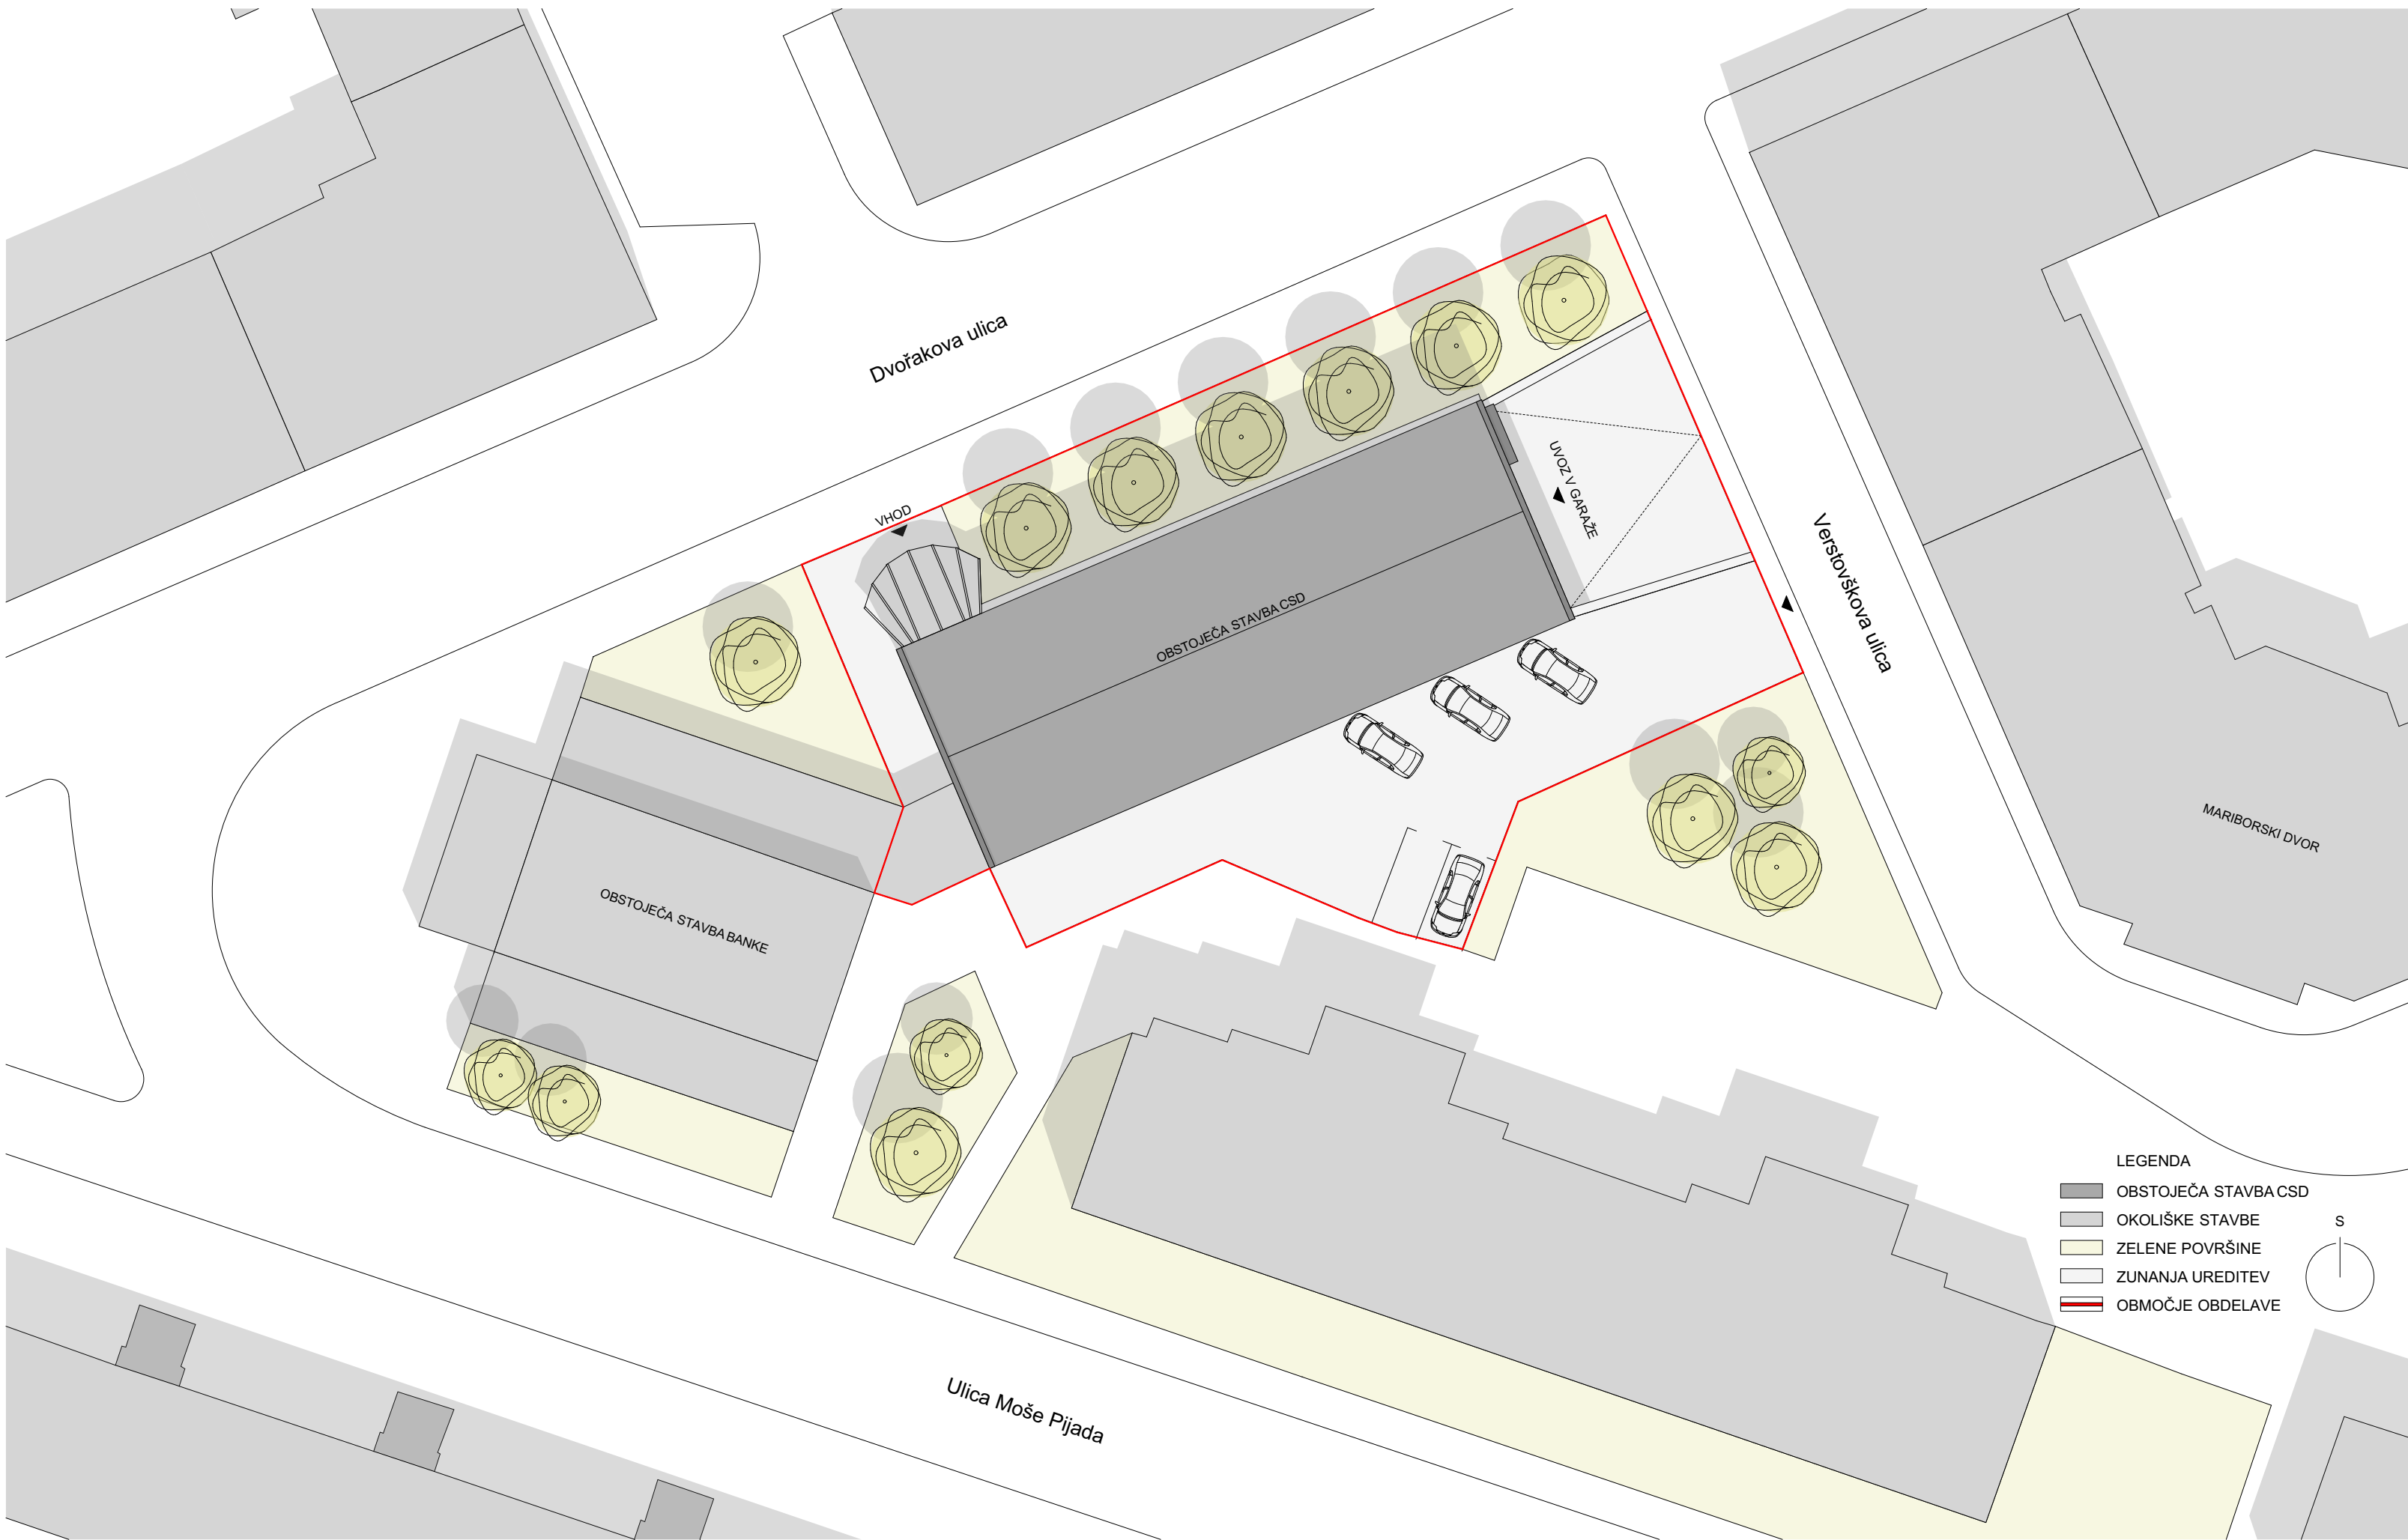 Dvořakova ulica
VHOD
UVOZ V GARAŽE
OBSTOJEČA STAVBA CSD
Verstovškova ulica
MARIBORSKI DVOR
OBSTOJEČA STAVBA BANKE
Ulica Moše Pijada
LEGENDA
OBSTOJEČA STAVBA CSD
OKOLIŠKE STAVBE
ZELENE POVRŠINE
ZUNANJA UREDITEV
OBMOČJE OBDELAVE
S